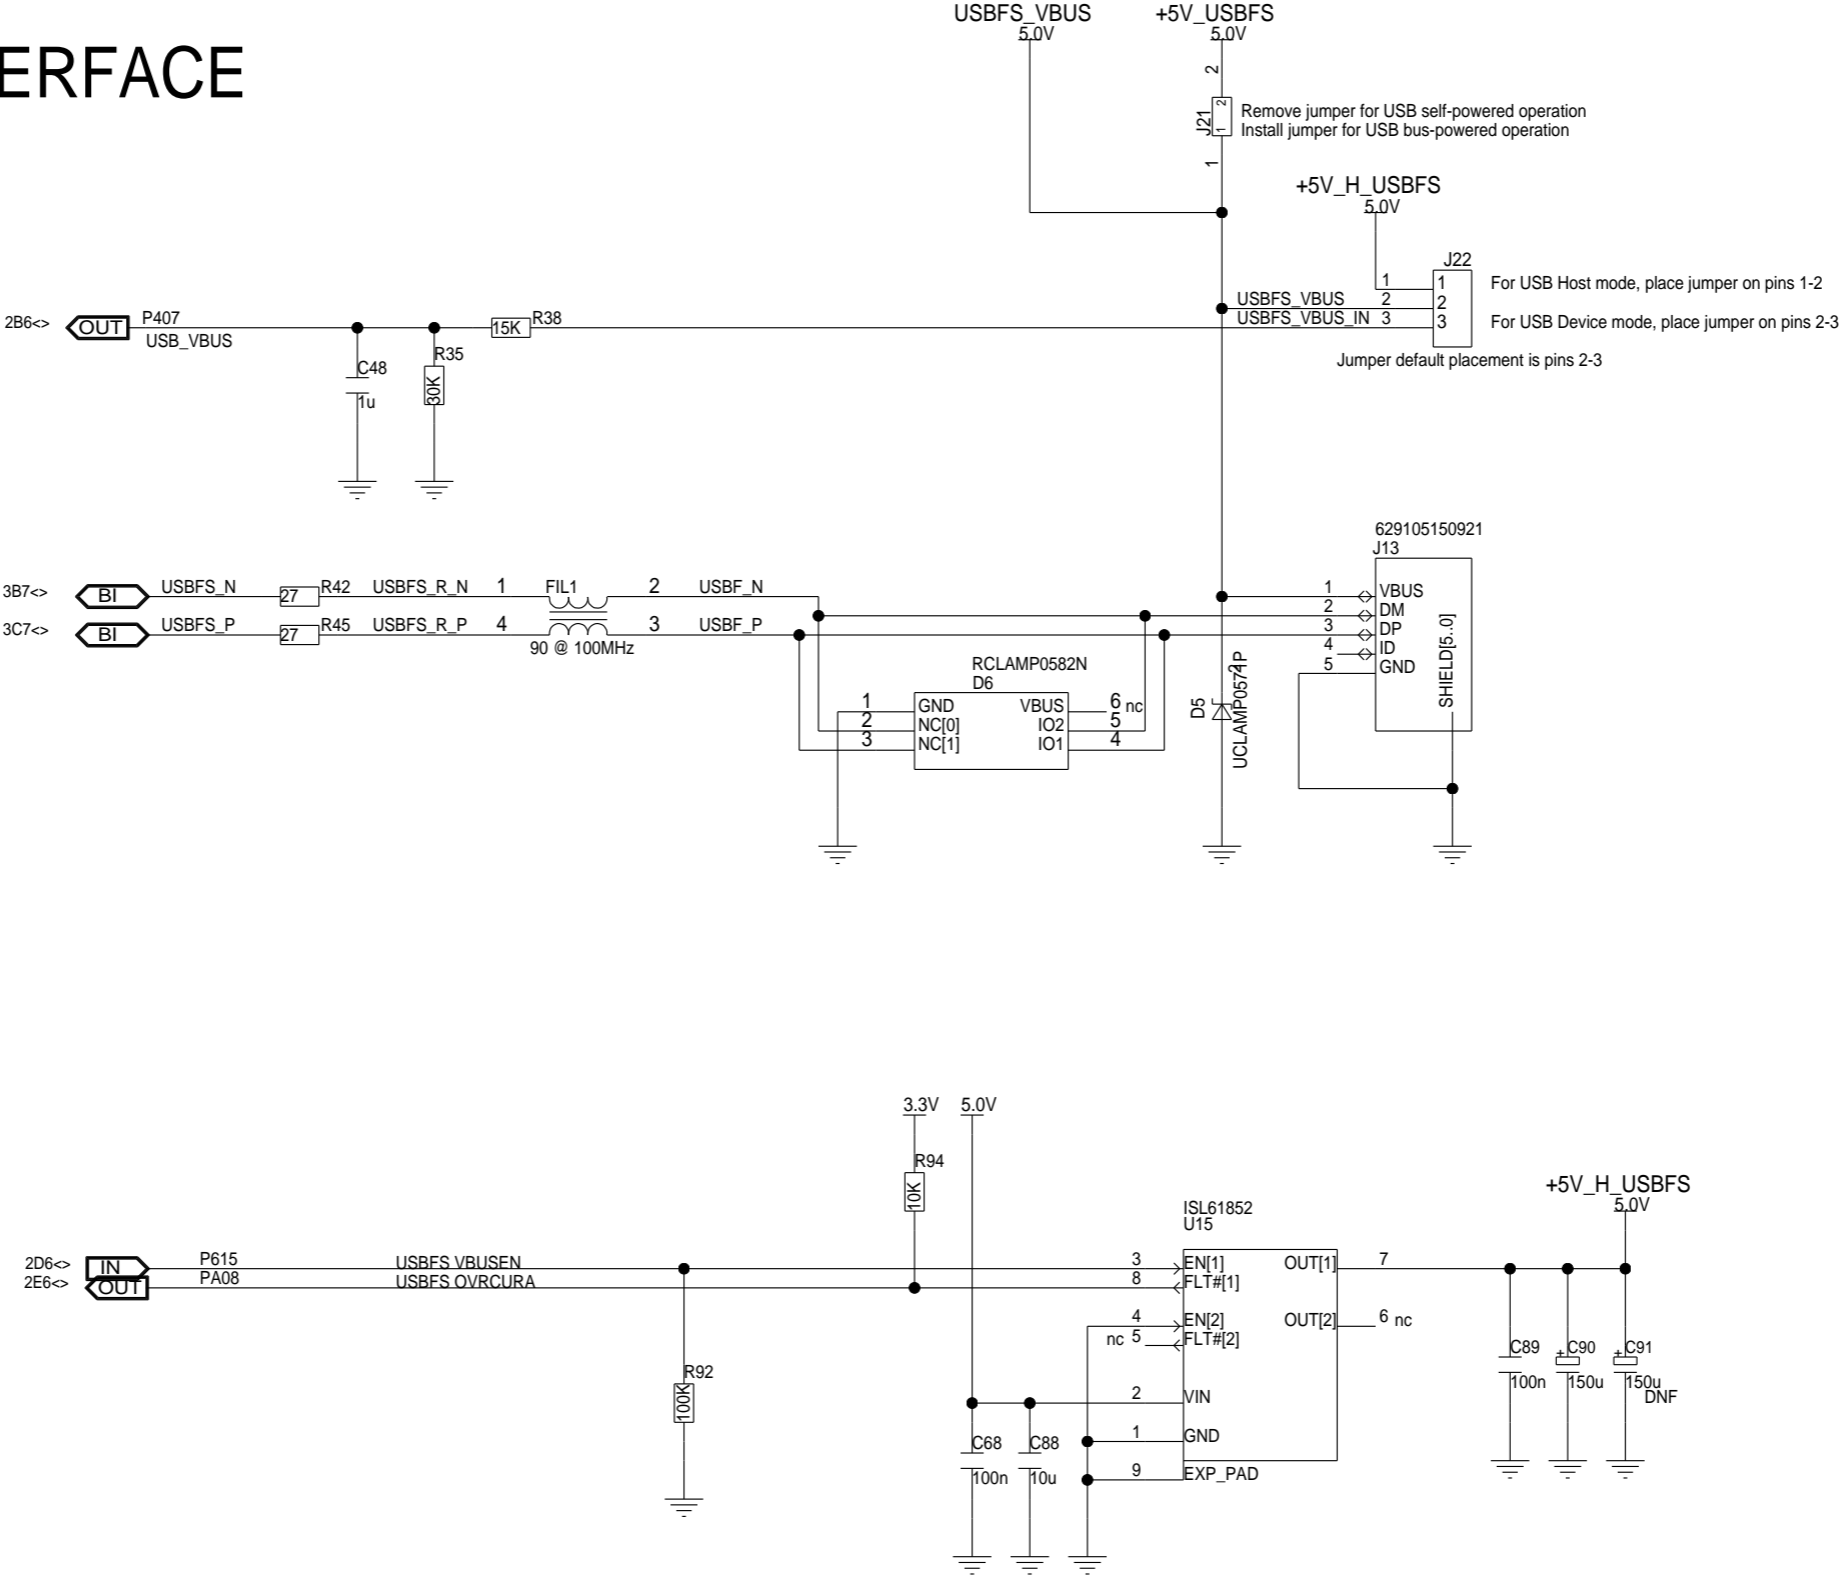 ERFACE
USBFS_VBUS
5.0V
+5V_USBFS
5.0V
2
J21
1 2
1
Remove jumper for USB self-powered operation
Install jumper for USB bus-powered operation
+5V_H_USBFS
5.0V
J22
1 1
For USB Host mode, place jumper on pins 1-2
USBFS_VBUS 2 2
USBFS_VBUS_IN 3 3
For USB Device mode, place jumper on pins 2-3
Jumper default placement is pins 2-3
2B6<> OUT P407
USB_VBUS
15K R38
C48
1u
R35
30K
629105150921
J13
3B7<> BI USBFS_N 27 R42 USBFS_R_N 1 FIL1 2 USBF_N
3C7<> BI USBFS_P 27 R45 USBFS_R_P 4 3 USBF_P
90 @ 100MHz
1 VBUS
2 DM
3 DP
4 ID
5 GND
SHIELD[5..0]
RCLAMP0582N
D6
1 GND VBUS 6 nc
2 NC[0] IO2 5
3 NC[1] IO1 4
D5
2
UCLAMP0571P
3.3V
5.0V
R94
10K
ISL61852
U15
+5V_H_USBFS
5.0V
2D6<> IN P615 USBFS VBUSEN 3 EN[1] OUT[1] 7
2E6<> OUT PA08 USBFS OVRCURA 8 FLT#[1]
4 EN[2] OUT[2] 6 nc
nc 5 FLT#[2]
R92
100K
2 VIN
1 GND
9 EXP_PAD
C68
100n
C88
10u
C89
100n
+ C90
150u
+ C91
150u
DNF